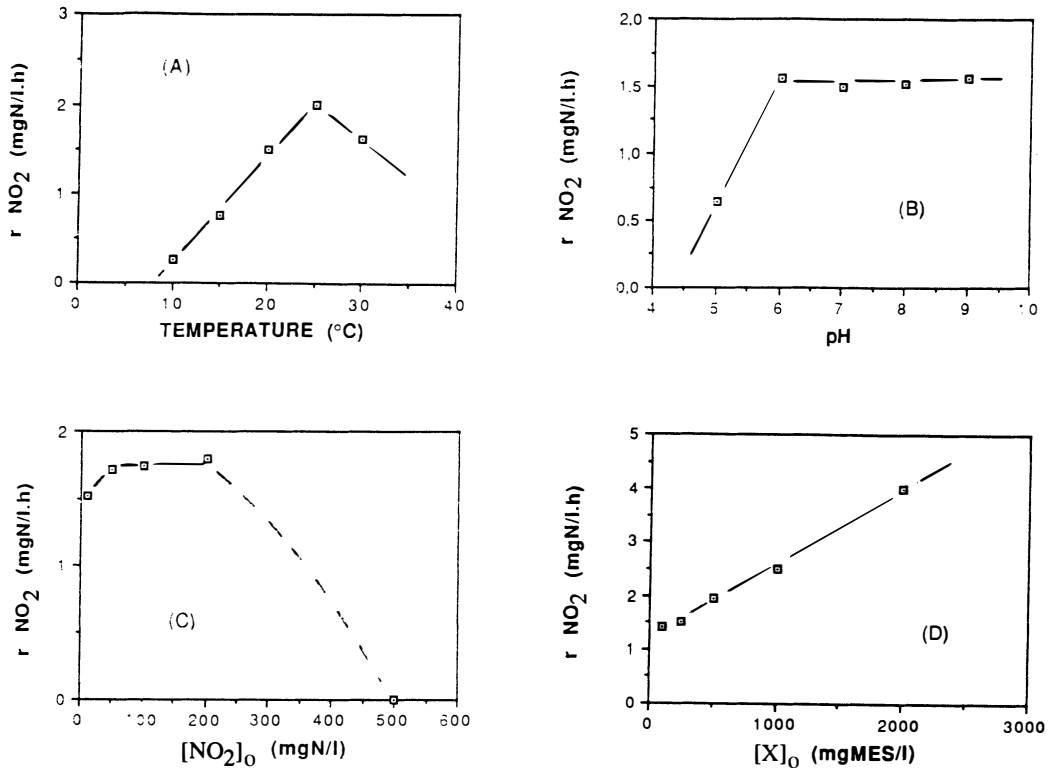 3
2
1
0
r NO2 (mgN/l.h)
(A)
0 10 20 30 40
TEMPERATURE (°C)
2,0
1,5
1,0
0,5
0,0
r NO2 (mgN/l.h)
(B)
4 5 6 7 8 9 10
pH
2
1
0
r NO2 (mgN/l.h)
(C)
0 100 200 300 400 500 600
[NO2]o (mgN/l)
5
4
3
2
1
0
r NO2 (mgN/l.h)
(D)
0 1000 2000 3000
[X]o (mgMES/l)